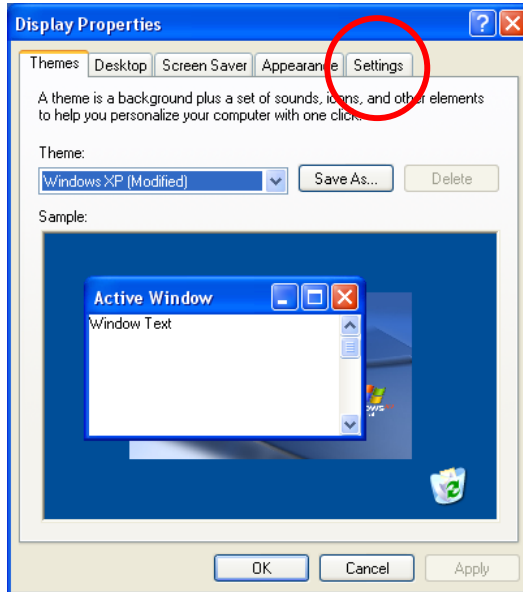 Display Properties
Themes Desktop Screen Saver Appearance Settings
A theme is a background plus a set of sounds, icons, and other elements
to help you personalize your computer with one click.
Theme:
Windows XP (Modified) Save As... Delete
Sample:
Active Window
Window Text
OK Cancel Apply